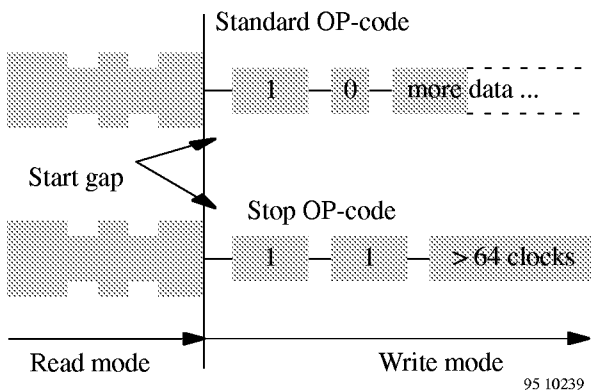 Standard OP-code
1 0 more data ...
Start gap
Stop OP-code
1 1 > 64 clocks
Read mode Write mode
95 10239